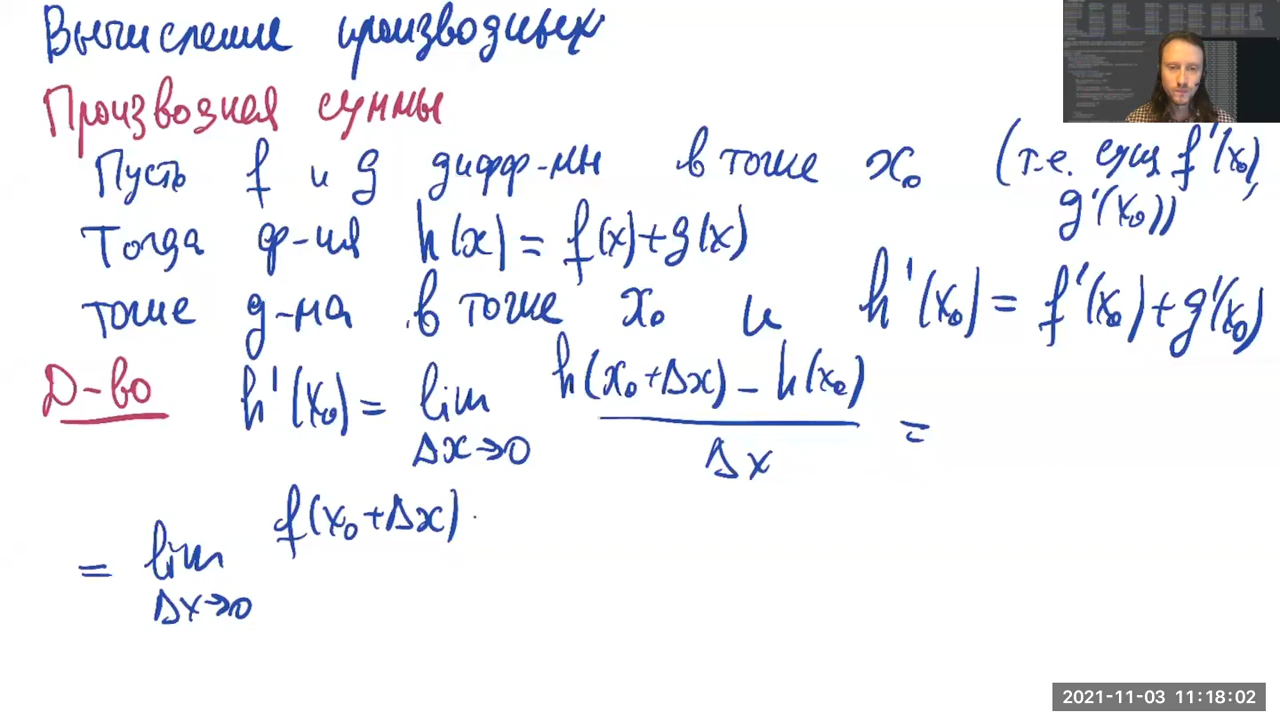 Вычисление производных
Производная суммы
Пусть f и g дифф-мы в точке x₀ (т.е. сущ f'(x₀),
g'(x₀))
Тогда ф-ия h(x) = f(x)+g(x)
тоже д-ма в точке x₀ и h'(x₀) = f'(x₀)+g'(x₀)
Д-во h'(x₀) = lim h(x₀+Δx) – h(x₀)
Δx→0 Δx =
= lim f(x₀+Δx)
Δx→0
2021-11-03 11:18:02